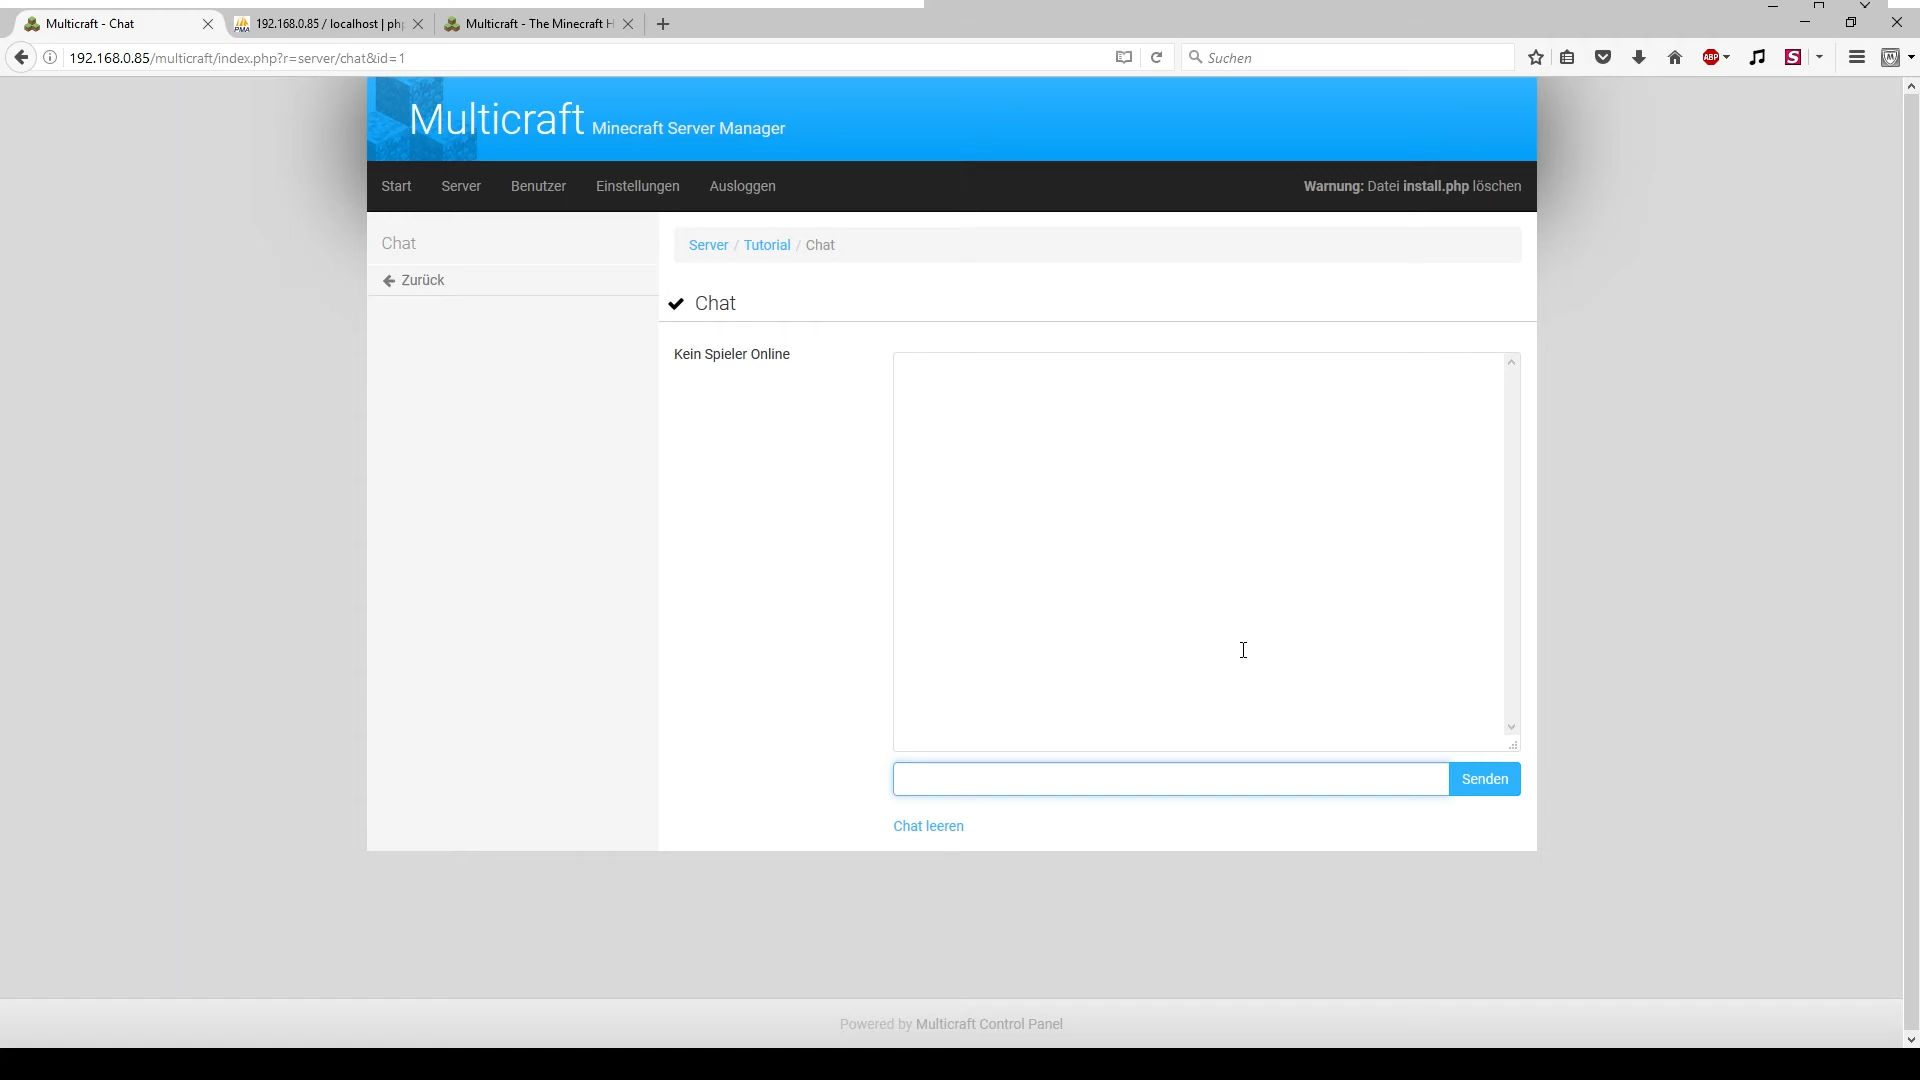 Multicraft - Chat
192.168.0.85 / localhost | ph
Multicraft - The Minecraft H
192.168.0.85/multicraft/index.php?r=server/chat&id=1
Suchen
ABP
S
Multicraft Minecraft Server Manager
Start
Server
Benutzer
Einstellungen
Ausloggen
Warnung: Datei install.php löschen
Chat
Zurück
Server / Tutorial / Chat
Chat
Kein Spieler Online
Senden
Chat leeren
Powered by Multicraft Control Panel